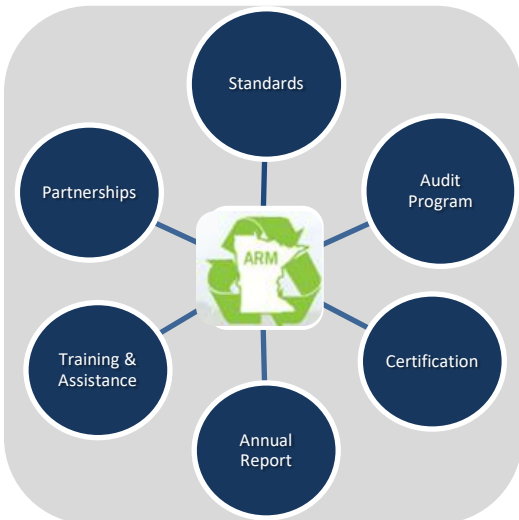 Standards
Partnerships
Audit
Program
ARM
Training &
Assistance
Certification
Annual
Report